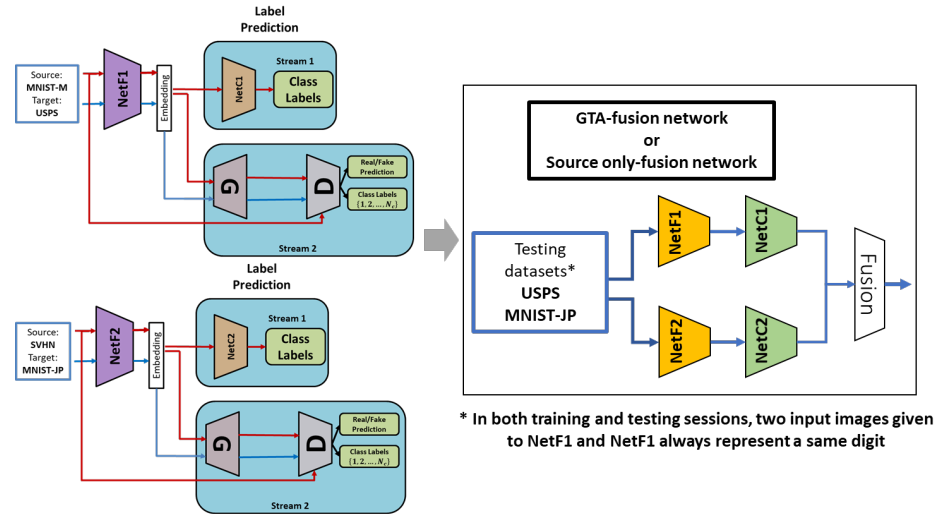 Label
Prediction
Source:
MNIST-M
Target:
USPS
NetF1
Embedding
Stream 1
NetC1
Class
Labels
G
D
Real/Fake
Prediction
Class Labels
{1, 2, ..., N_c}
Stream 2
Label
Prediction
Source:
SVHN
Target:
MNIST-JP
NetF2
Embedding
Stream 1
NetC2
Class
Labels
G
D
Real/Fake
Prediction
Class Labels
{1, 2, ..., N_c}
Stream 2
GTA-fusion network
or
Source only-fusion network
Testing
datasets*
USPS
MNIST-JP
NetF1
NetC1
NetF2
NetC2
Fusion
* In both training and testing sessions, two input images given
to NetF1 and NetF1 always represent a same digit